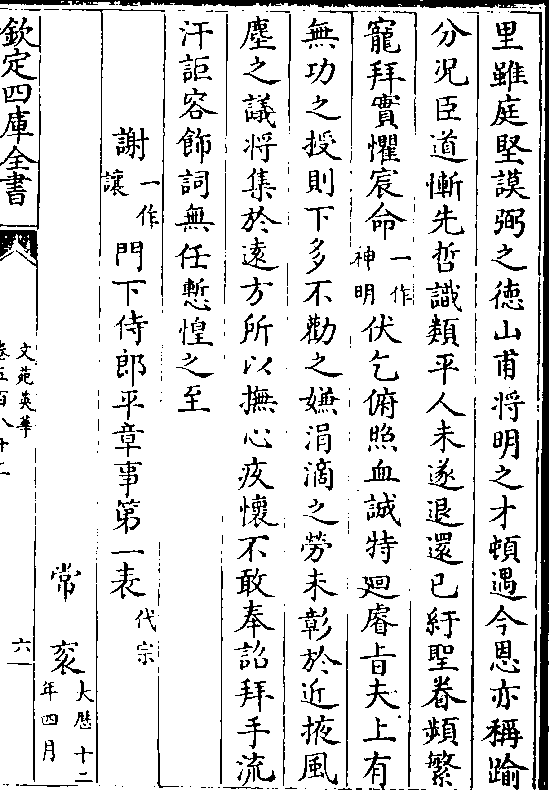 里雖庭堅謨弼之徳山甫將明之才頓遇今恩亦稱踰
分况臣道慚先哲識類平人未遂退還已紆聖眷頻繁
寵拜實懼宸命一作神明伏乞俯照血誠特廻睿旨夫上有
無功之授則下多不勸之嫌涓滴之勞未彰於近掖風
塵之議將集於遠方所以撫心疚懷不敢奉詔拜手流
汗詎容飾詞無任慙惶之至
謝一作讓門下侍郎平章事第一表代宗
常衮大厯十二年四月
欽定四庫全書
文苑英華
卷五百八十二
六